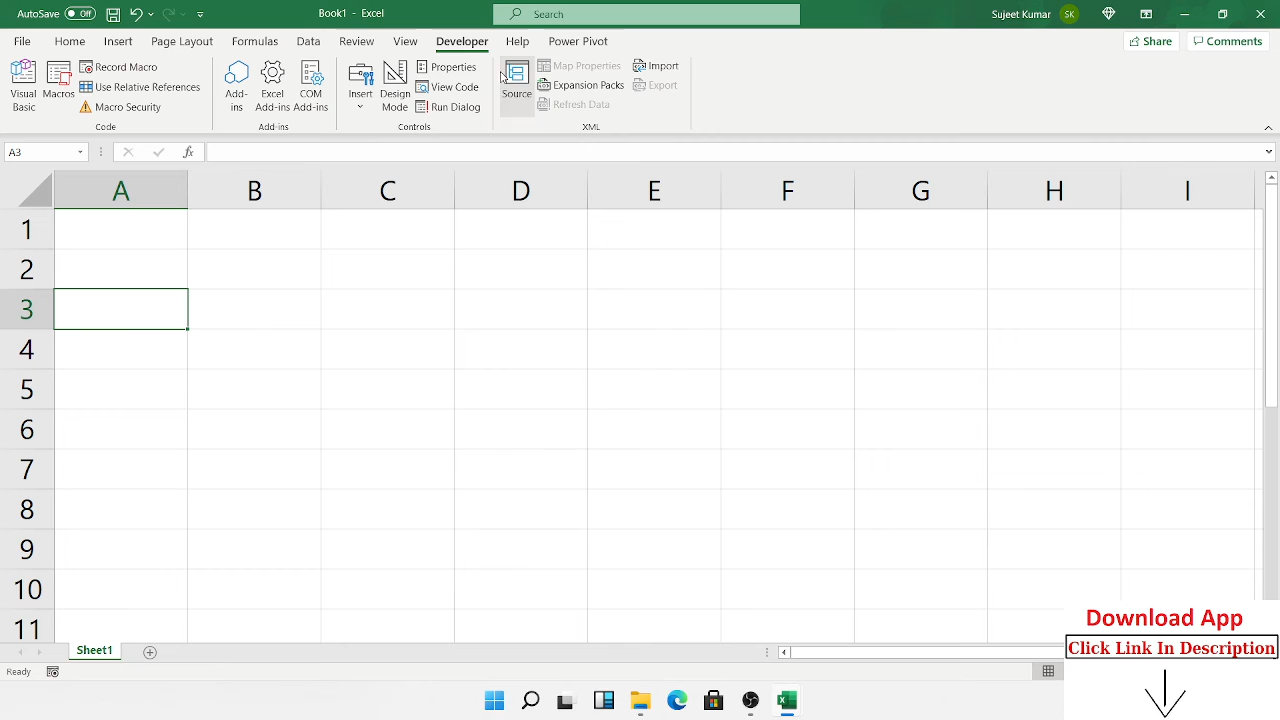 AutoSave Off Book1 - Excel Search Sujeet Kumar SK
File Home Insert Page Layout Formulas Data Review View Developer Help Power Pivot Share Comments
Visual Basic
Macros
Record Macro
Use Relative References
Macro Security
Code
Add-ins
Excel Add-ins
COM Add-ins
Add-ins
Insert
Design Mode
Properties
View Code
Run Dialog
Controls
Source
Map Properties
Expansion Packs
Refresh Data
Import
Export
XML
A3 fx
A B C D E F G H I
1
2
3
4
5
6
7
8
9
10
11
Download App
Click Link In Description
Sheet1
Ready